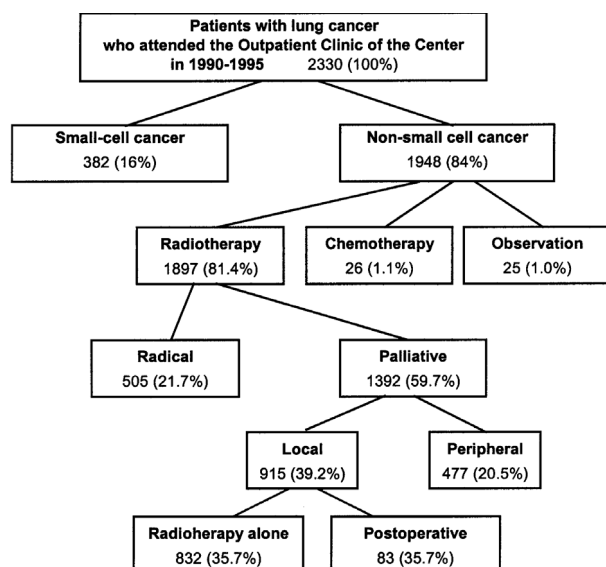 Patients with lung cancer
who attended the Outpatient Clinic of the Center
in 1990-1995 2330 (100%)
Small-cell cancer
382 (16%)
Non-small cell cancer
1948 (84%)
Radiotherapy
1897 (81.4%)
Chemotherapy
26 (1.1%)
Observation
25 (1.0%)
Radical
505 (21.7%)
Palliative
1392 (59.7%)
Local
915 (39.2%)
Peripheral
477 (20.5%)
Radioherapy alone
832 (35.7%)
Postoperative
83 (35.7%)